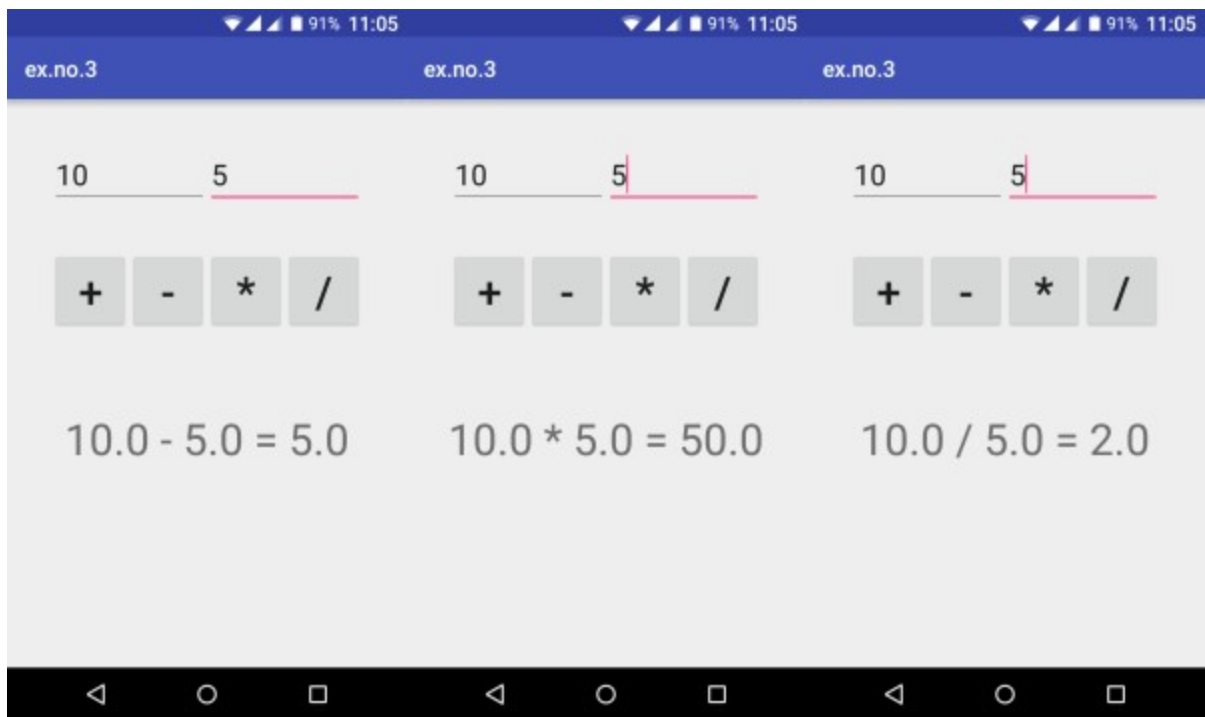 91% 11:05
ex.no.3
10 5
+ - * /
10.0 - 5.0 = 5.0
91% 11:05
ex.no.3
10 5
+ - * /
10.0 * 5.0 = 50.0
91% 11:05
ex.no.3
10 5
+ - * /
10.0 / 5.0 = 2.0